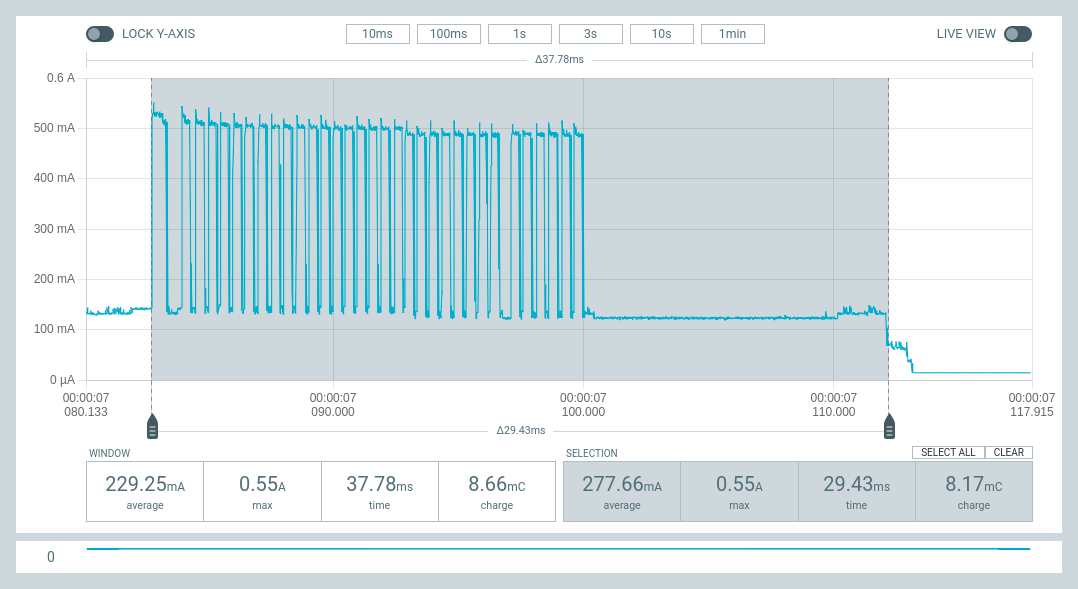 LOCK Y-AXIS 10ms 100ms 1s 3s 10s 1min LIVE VIEW
Δ37.78ms
0.6 A
500 mA
400 mA
300 mA
200 mA
100 mA
0 µA
00:00:07 00:00:07 00:00:07 00:00:07 00:00:07
080.133 090.000 100.000 110.000 117.915
Δ29.43ms
WINDOW SELECTION SELECT ALL CLEAR
229.25mA 0.55A 37.78ms 8.66mC 277.66mA 0.55A 29.43ms 8.17mC
average max time charge average max time charge
0